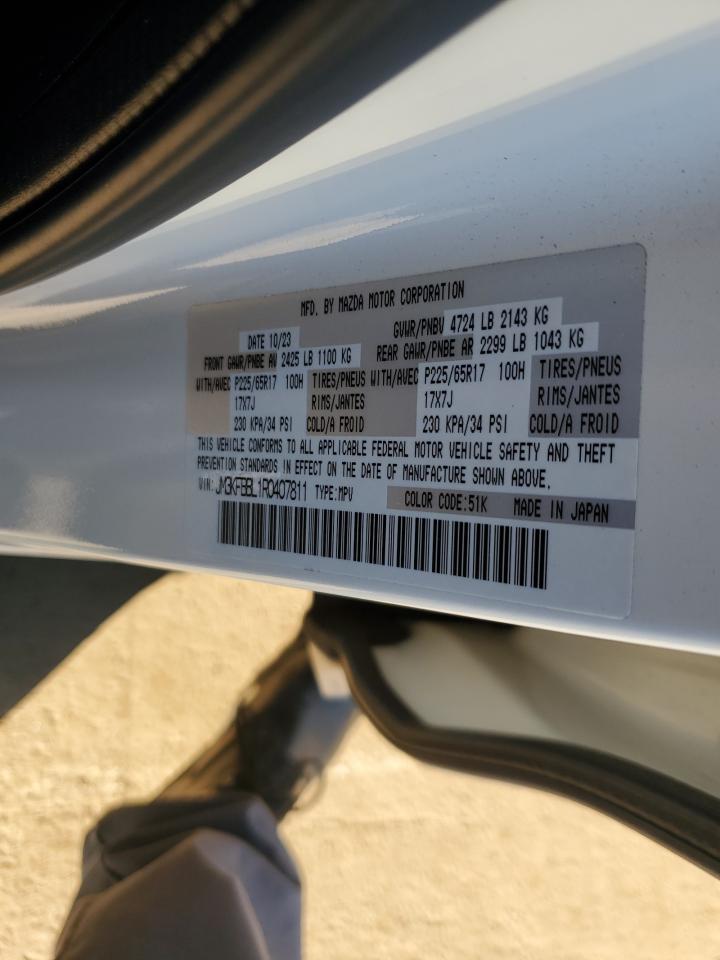 MFD. BY MAZDA MOTOR CORPORATION
DATE 10/23 GVWR/PNBV 4724 LB 2143 KG
FRONT GAWR/PNBE AV 2425 LB 1100 KG REAR GAWR/PNBE AR 2299 LB 1043 KG
WITH/AVEC P225/65R17 100H TIRES/PNEUS WITH/AVEC P225/65R17 100H TIRES/PNEUS
17X7J RIMS/JANTES 17X7J RIMS/JANTES
230 KPA/34 PSI COLD/A FROID 230 KPA/34 PSI COLD/A FROID
THIS VEHICLE CONFORMS TO ALL APPLICABLE FEDERAL MOTOR VEHICLE SAFETY AND THEFT
PREVENTION STANDARDS IN EFFECT ON THE DATE OF MANUFACTURE SHOWN ABOVE.
VIN: JM3KFBBL1R0407811 TYPE:MPV COLOR CODE:51K MADE IN JAPAN